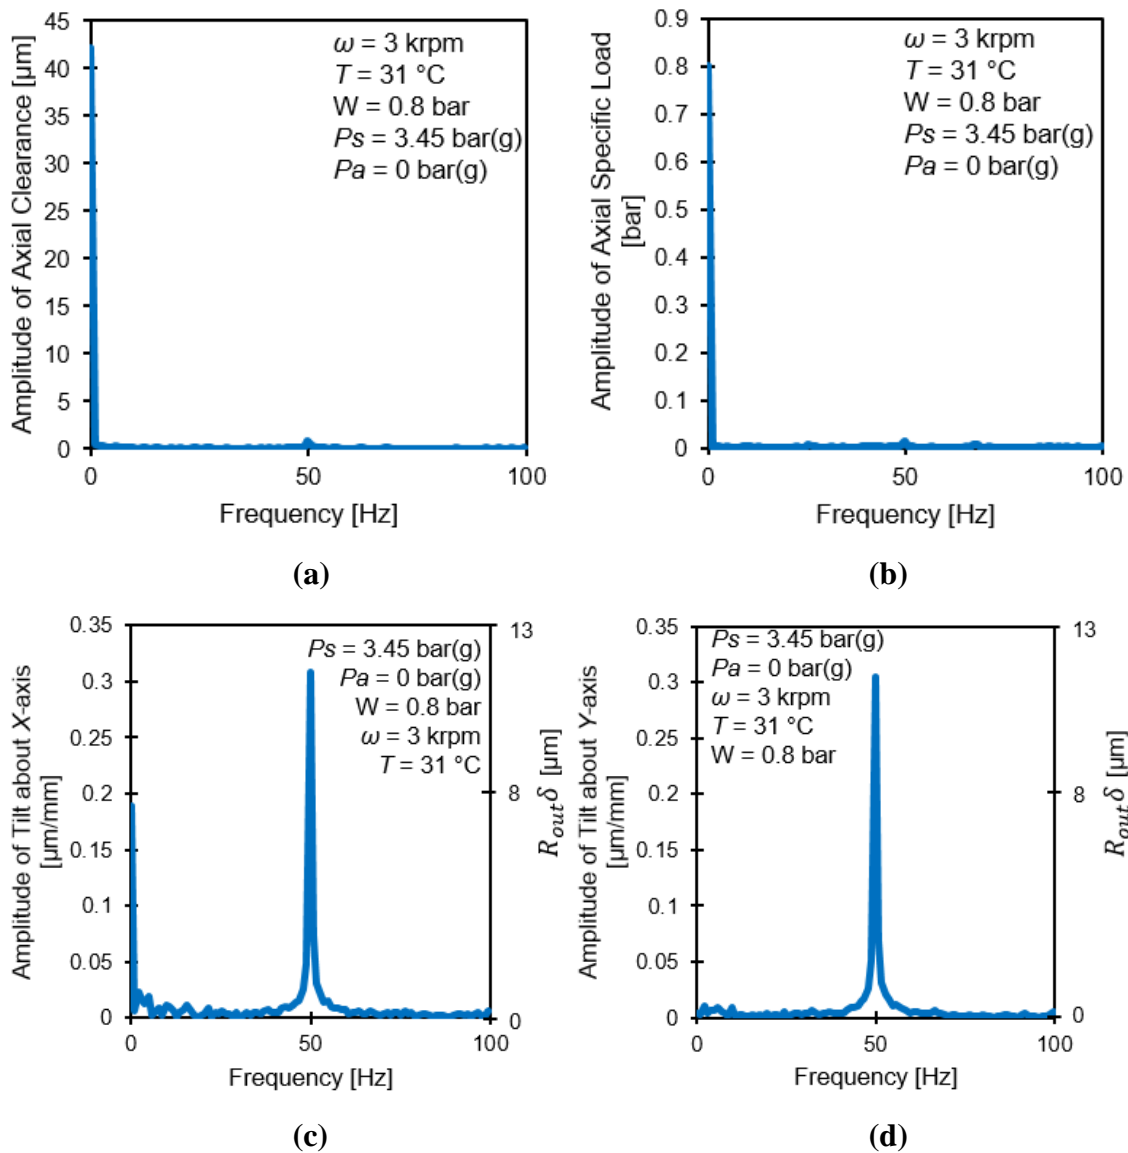 Amplitude of Axial Clearance [µm]
45
40
35
30
25
20
15
10
5
0
ω = 3 krpm
T = 31 °C
W = 0.8 bar
Ps = 3.45 bar(g)
Pa = 0 bar(g)
0
50
100
Frequency [Hz]
(a)
Amplitude of Axial Specific Load
[bar]
0.9
0.8
0.7
0.6
0.5
0.4
0.3
0.2
0.1
0
ω = 3 krpm
T = 31 °C
W = 0.8 bar
Ps = 3.45 bar(g)
Pa = 0 bar(g)
0
50
100
Frequency [Hz]
(b)
Amplitude of Tilt about X-axis
[µm/mm]
0.35
0.3
0.25
0.2
0.15
0.1
0.05
0
Ps = 3.45 bar(g)
Pa = 0 bar(g)
W = 0.8 bar
ω = 3 krpm
T = 31 °C
13
8
0
R_out δ [µm]
0
50
100
Frequency [Hz]
(c)
Amplitude of Tilt about Y-axis
[µm/mm]
0.35
0.3
0.25
0.2
0.15
0.1
0.05
0
Ps = 3.45 bar(g)
Pa = 0 bar(g)
ω = 3 krpm
T = 31 °C
W = 0.8 bar
13
8
0
R_out δ [µm]
0
50
100
Frequency [Hz]
(d)